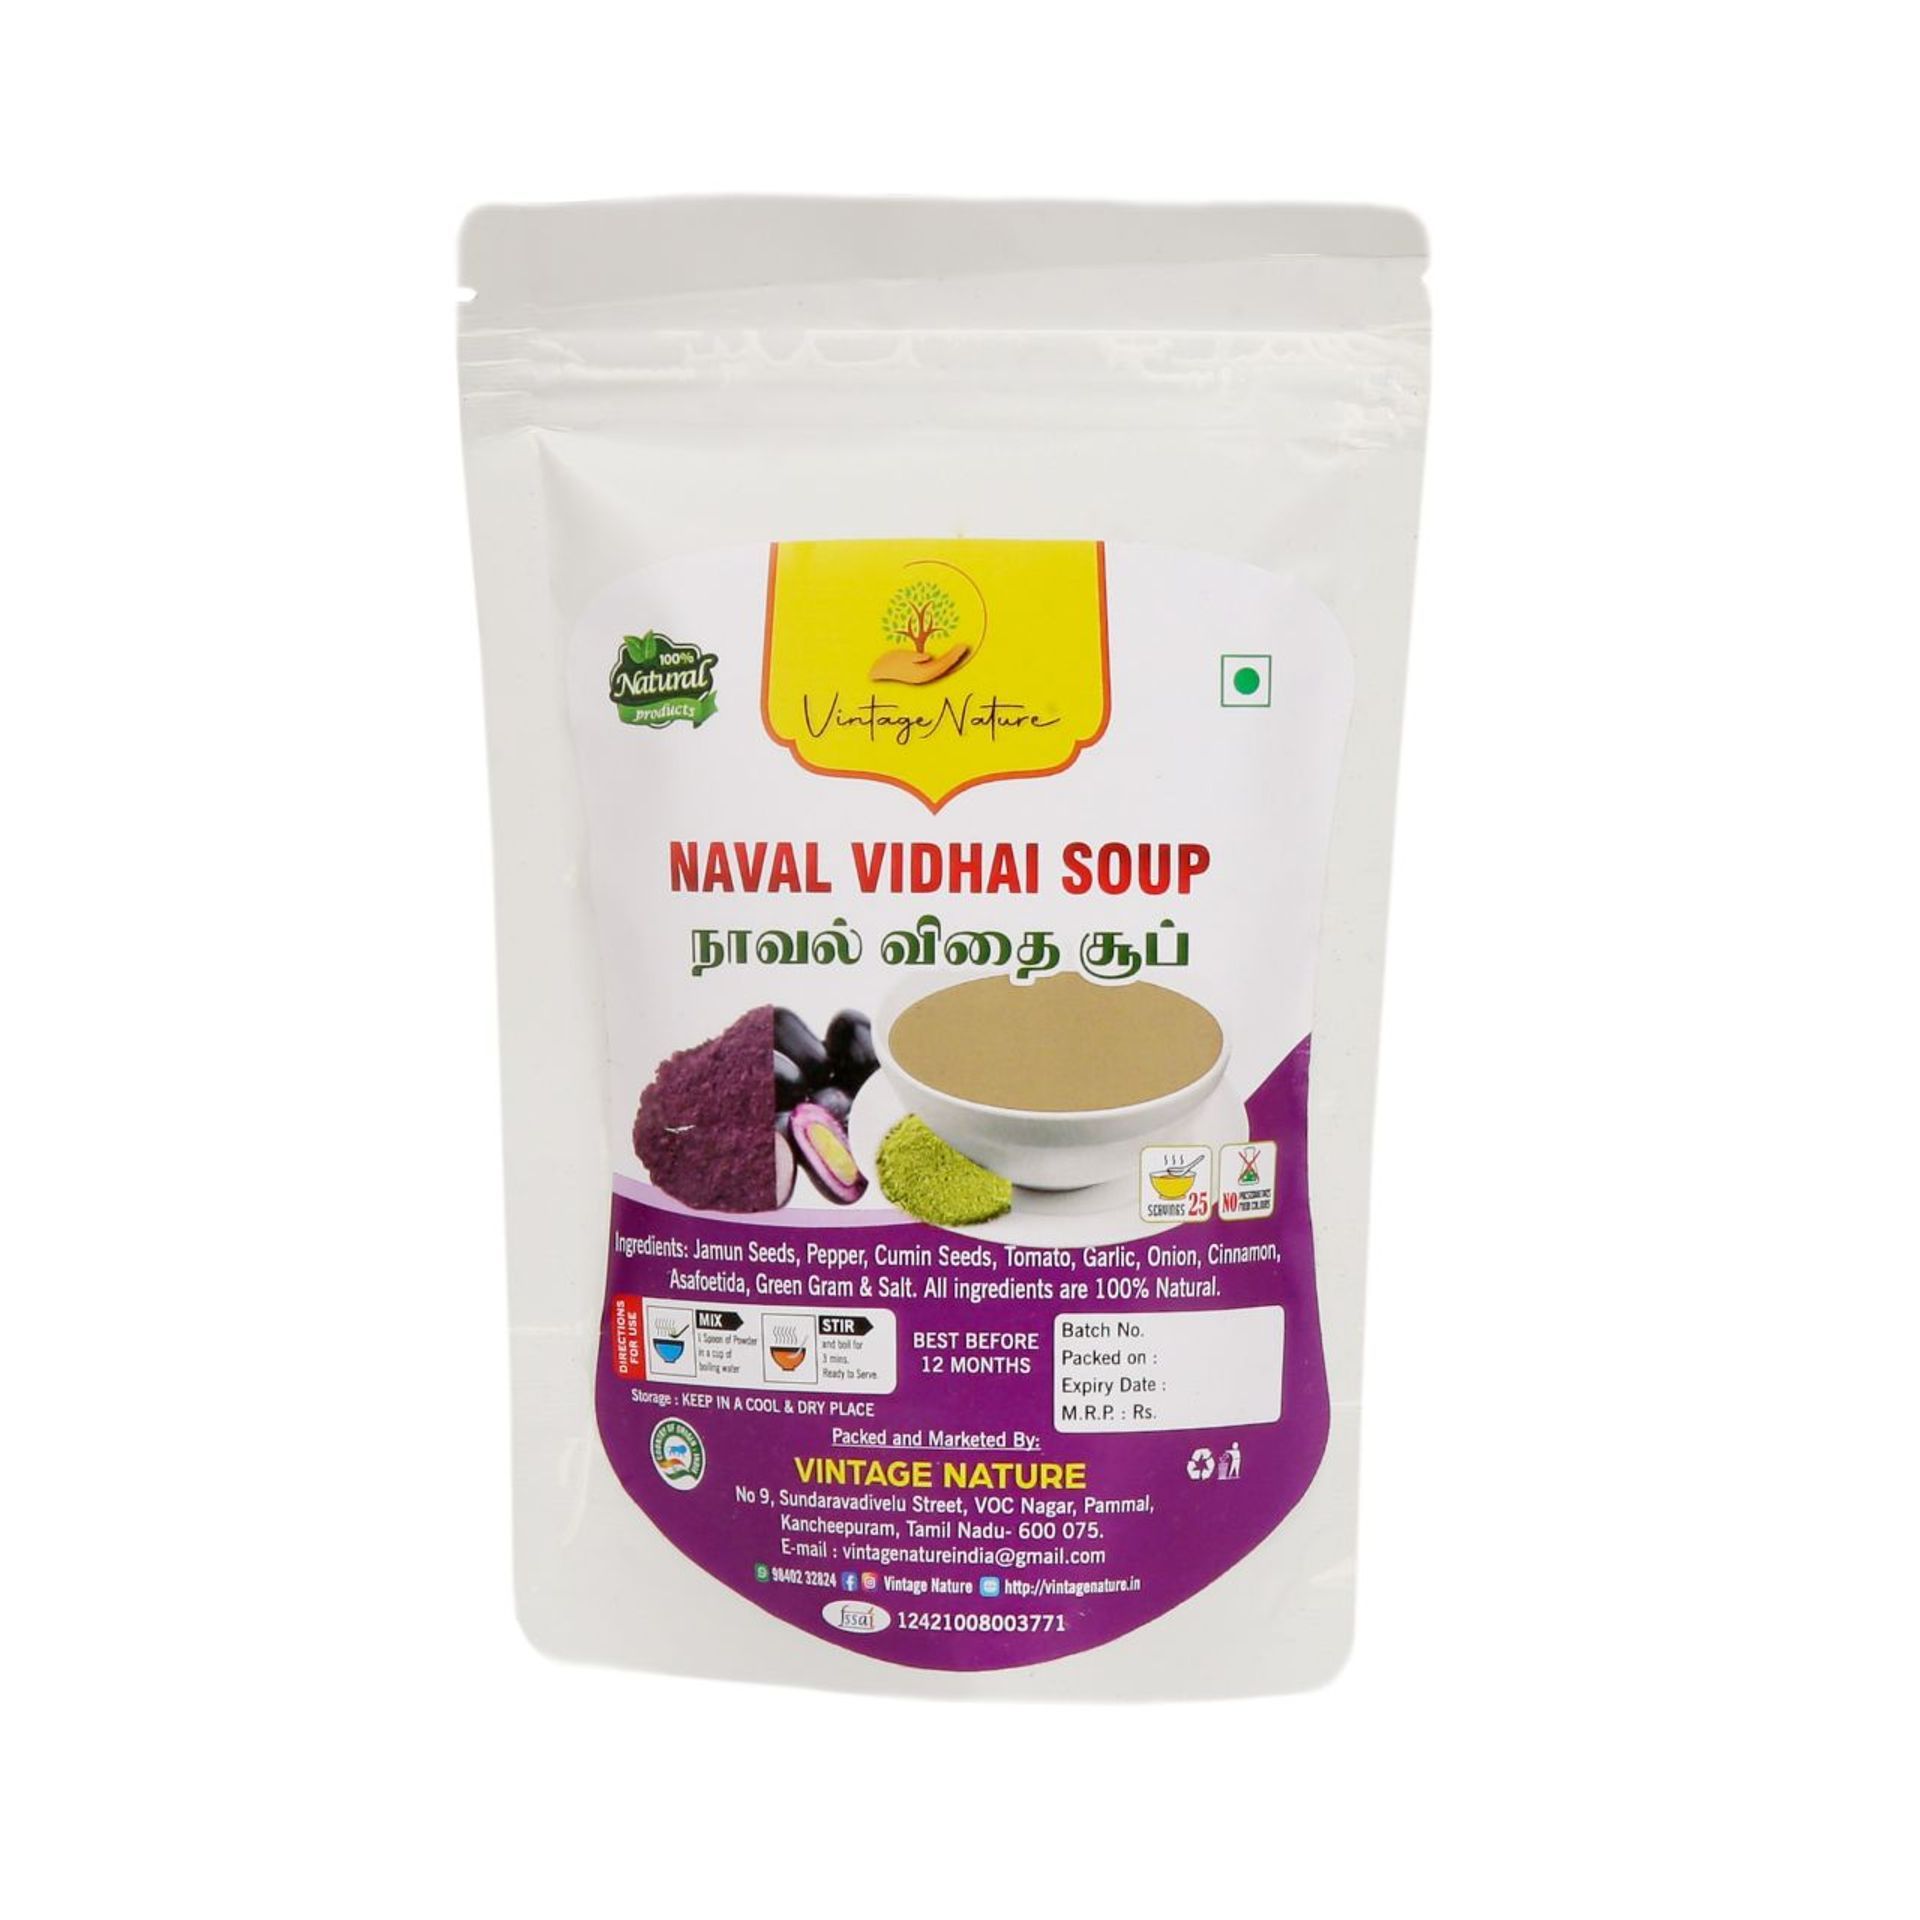 100%
Natural
products
Vintage Nature
NAVAL VIDHAI SOUP
நாவல் விதை சூப்
SERVINGS 25
NO PRESERVATIVES
FOOD COLOURS
Ingredients: Jamun Seeds, Pepper, Cumin Seeds, Tomato, Garlic, Onion, Cinnamon,
Asafoetida, Green Gram & Salt. All ingredients are 100% Natural.
DIRECTIONS
FOR USE
MIX
1 Spoon of Powder
in a cup of
boiling water
STIR
and boil for
3 mins.
Ready to Serve
BEST BEFORE
12 MONTHS
Batch No.
Packed on :
Expiry Date :
M.R.P. : Rs.
Storage : KEEP IN A COOL & DRY PLACE
Packed and Marketed By:
VINTAGE NATURE
No 9, Sundaravadivelu Street, VOC Nagar, Pammal,
Kancheepuram, Tamil Nadu- 600 075.
E-mail : vintagenatureindia@gmail.com
98402 32824 Vintage Nature http://vintagenature.in
fssai 12421008003771